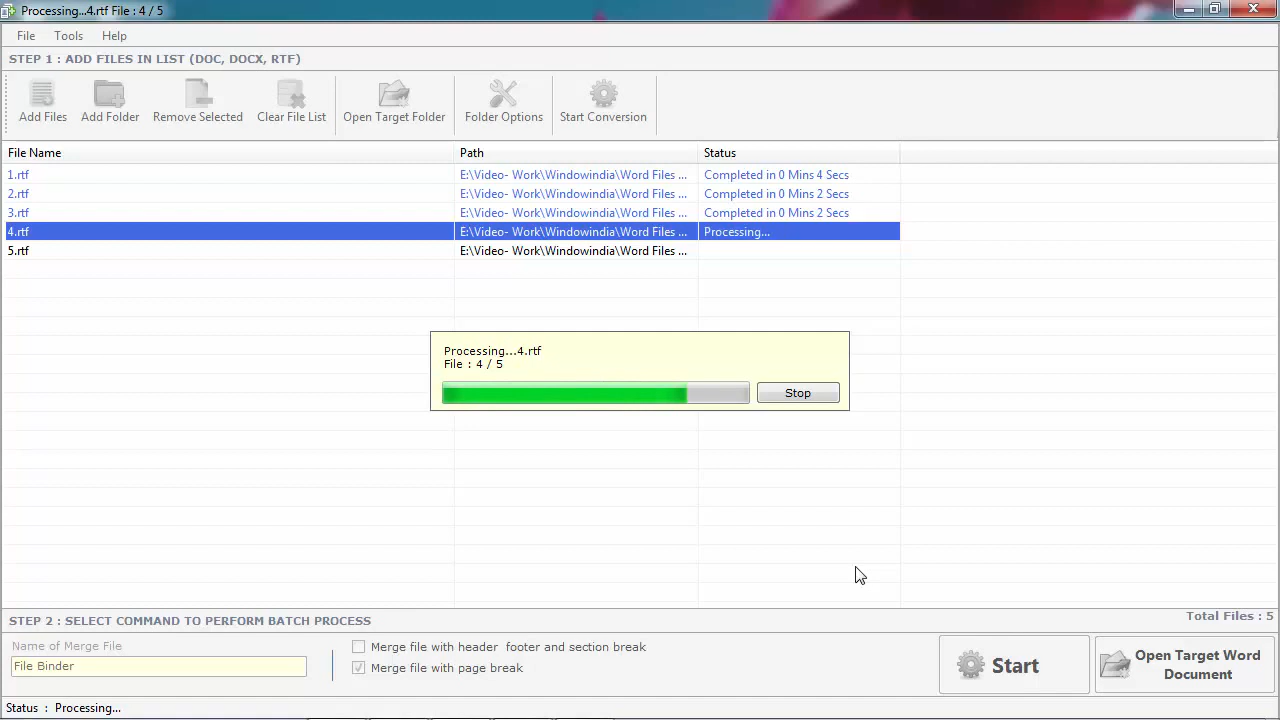 Processing...4.rtf File : 4 / 5
File Tools Help
STEP 1 : ADD FILES IN LIST (DOC, DOCX, RTF)
Add Files Add Folder Remove Selected Clear File List Open Target Folder Folder Options Start Conversion
File Name Path Status
1.rtf E:\Video- Work\Windowindia\Word Files ... Completed in 0 Mins 4 Secs
2.rtf E:\Video- Work\Windowindia\Word Files ... Completed in 0 Mins 2 Secs
3.rtf E:\Video- Work\Windowindia\Word Files ... Completed in 0 Mins 2 Secs
4.rtf E:\Video- Work\Windowindia\Word Files ... Processing...
5.rtf E:\Video- Work\Windowindia\Word Files ...
Processing...4.rtf
File : 4 / 5
Stop
STEP 2 : SELECT COMMAND TO PERFORM BATCH PROCESS Total Files : 5
Name of Merge File
File Binder
Merge file with header footer and section break
Merge file with page break
Start
Open Target Word
Document
Status : Processing...